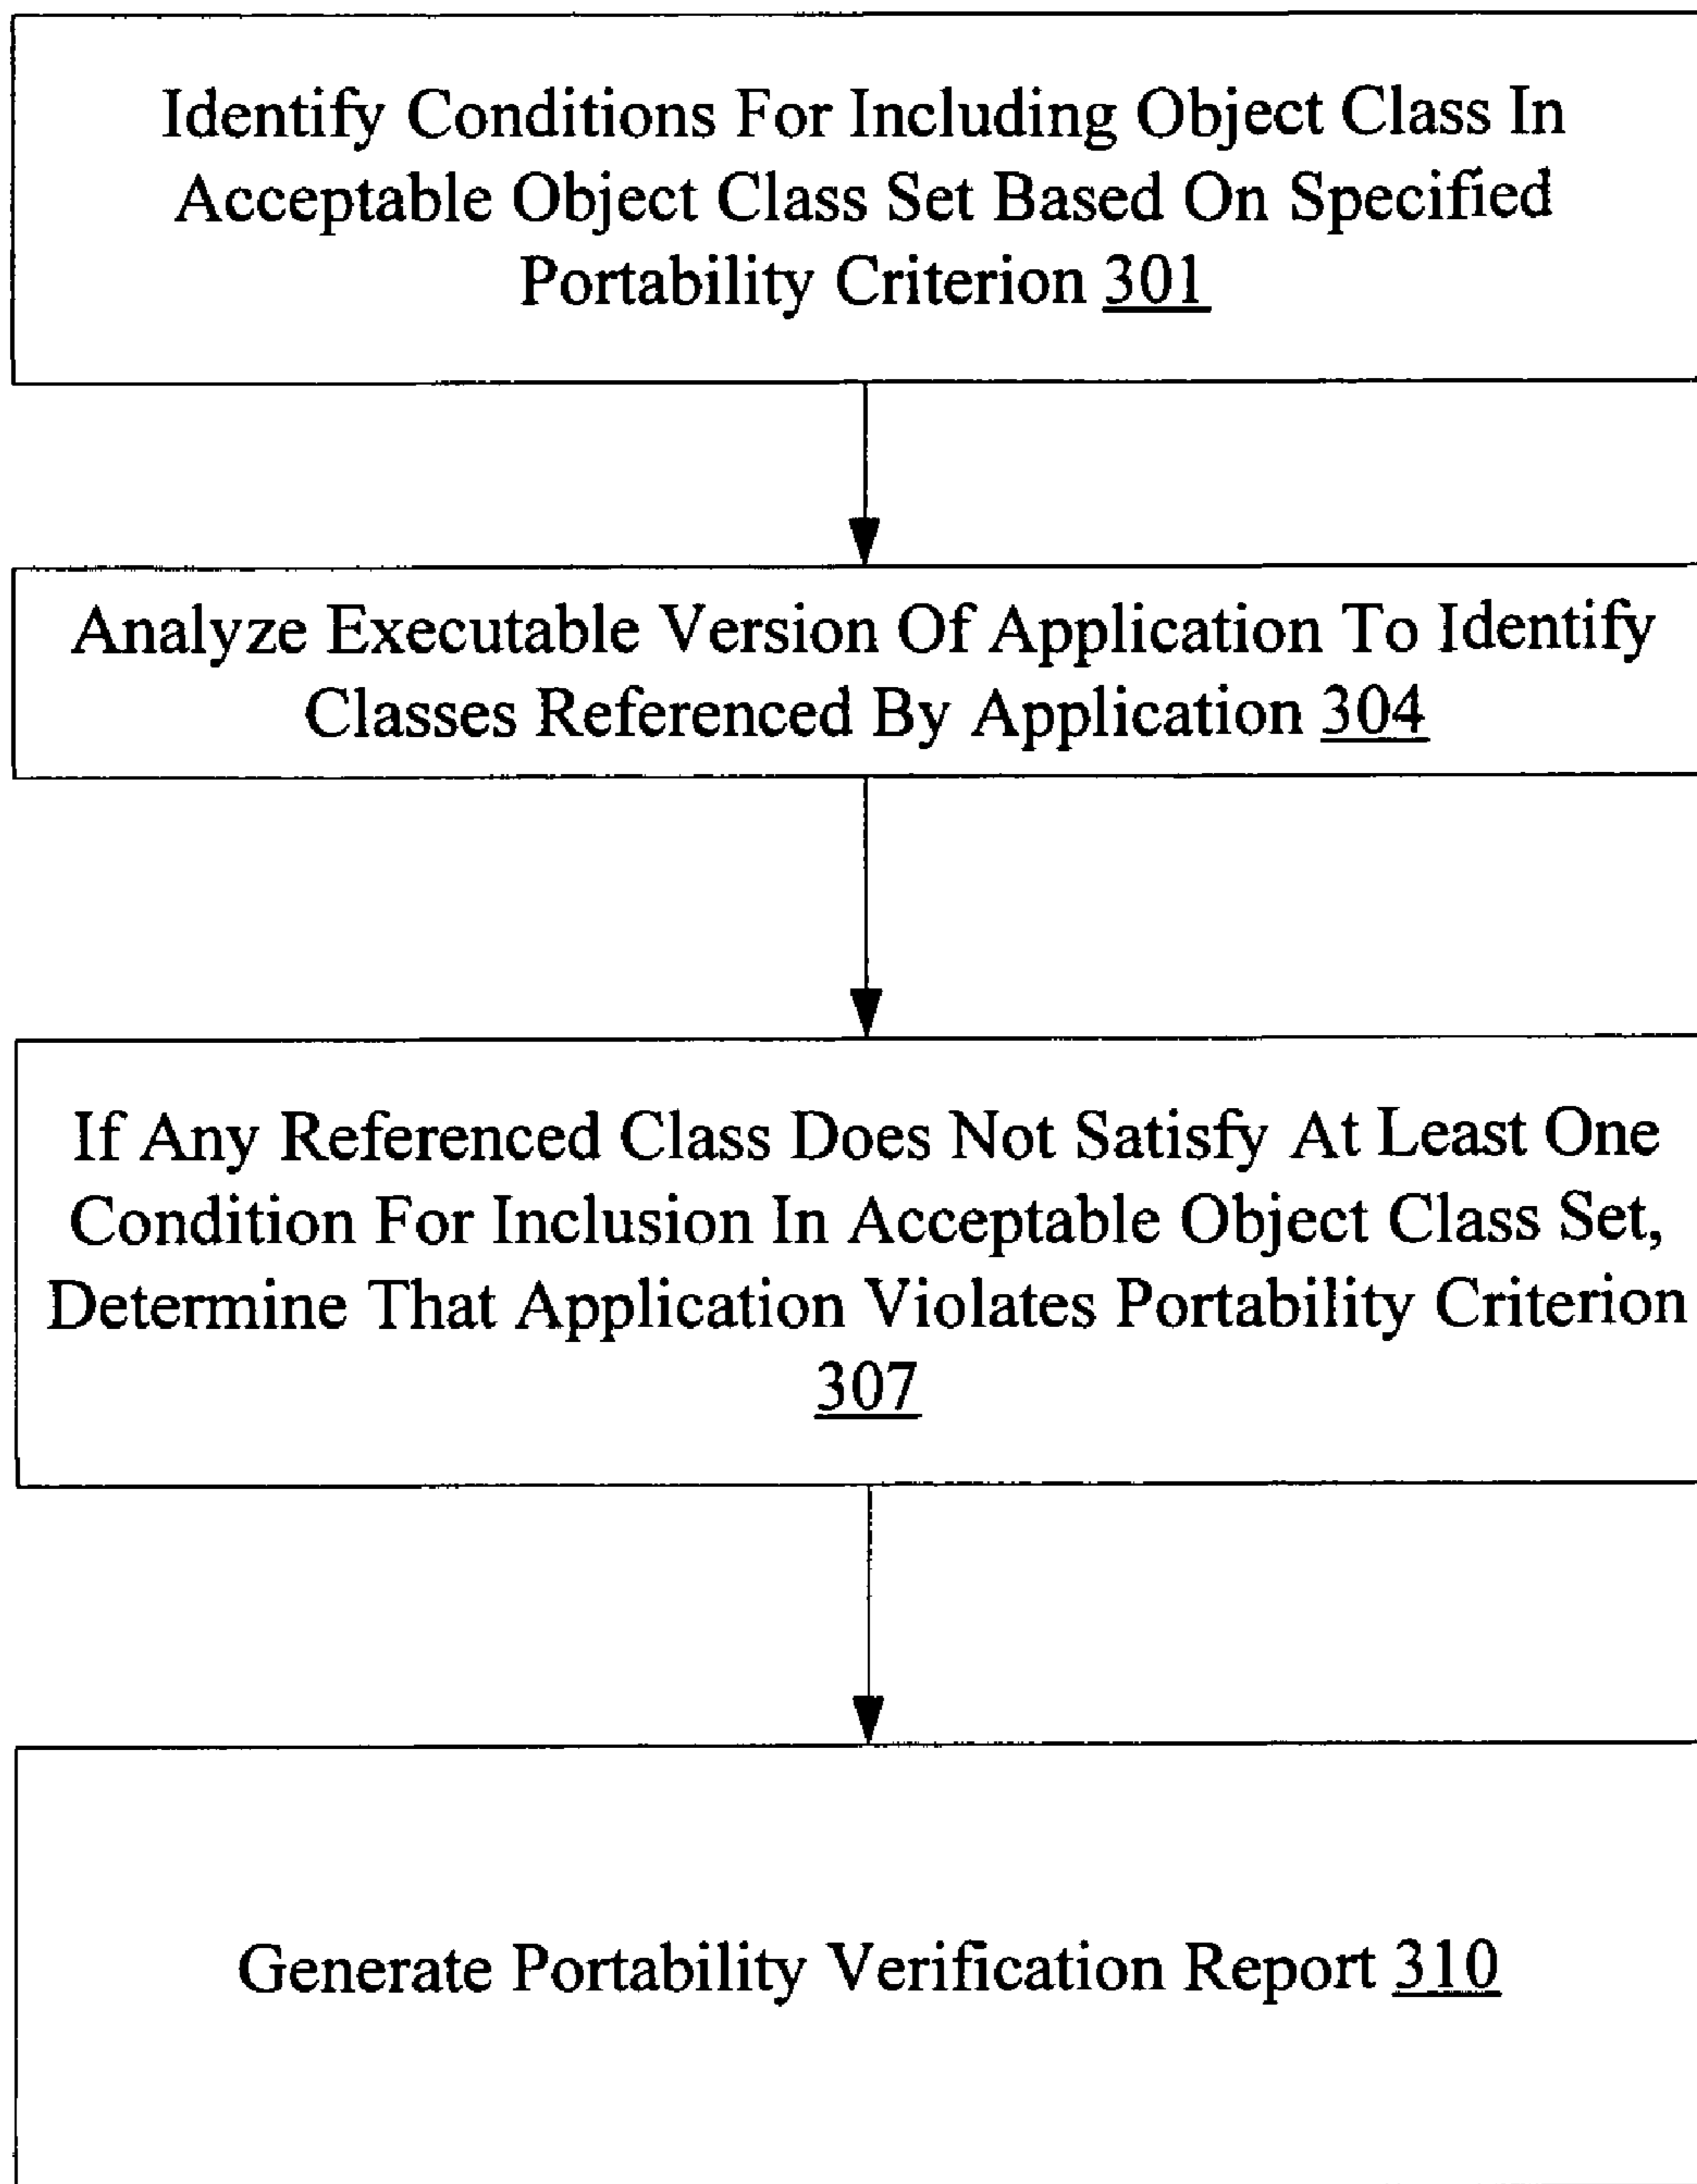 Identify Conditions For Including Object Class In
Acceptable Object Class Set Based On Specified
Portability Criterion 301
Analyze Executable Version Of Application To Identify
Classes Referenced By Application 304
If Any Referenced Class Does Not Satisfy At Least One
Condition For Inclusion In Acceptable Object Class Set,
Determine That Application Violates Portability Criterion
307
Generate Portability Verification Report 310